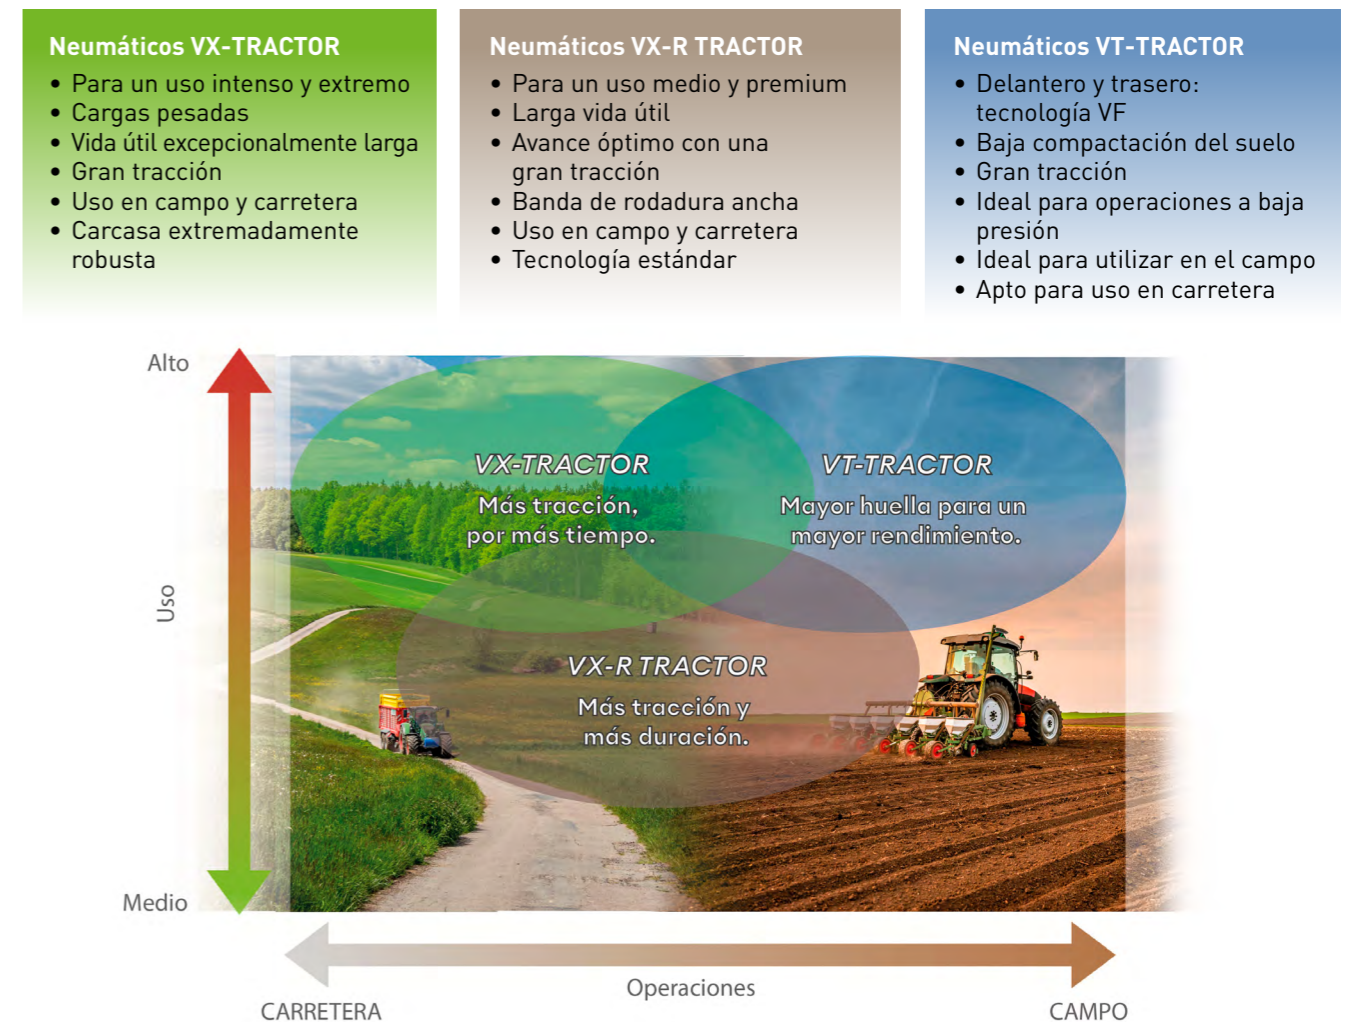 Neumáticos VX-TRACTOR
• Para un uso intenso y extremo
• Cargas pesadas
• Vida útil excepcionalmente larga
• Gran tracción
• Uso en campo y carretera
• Carcasa extremadamente
robusta
Neumáticos VX-R TRACTOR
• Para un uso medio y premium
• Larga vida útil
• Avance óptimo con una
gran tracción
• Banda de rodadura ancha
• Uso en campo y carretera
• Tecnología estándar
Neumáticos VT-TRACTOR
• Delantero y trasero:
tecnología VF
• Baja compactación del suelo
• Gran tracción
• Ideal para operaciones a baja
presión
• Ideal para utilizar en el campo
• Apto para uso en carretera
Alto
Uso
Medio
VX-TRACTOR
Más tracción,
por más tiempo.
VT-TRACTOR
Mayor huella para un
mayor rendimiento.
VX-R TRACTOR
Más tracción y
más duración.
Operaciones
CARRETERA
CAMPO